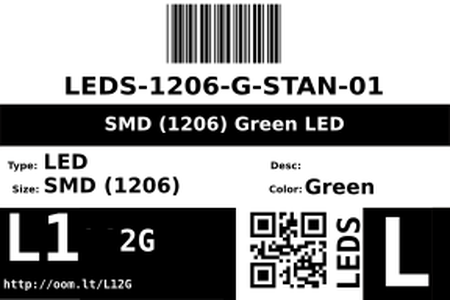 LEDS-1206-G-STAN-01
SMD (1206) Green LED
Type: LED
Desc:
Size: SMD (1206)
Color: Green
L1 2G
http://oom.lt/L12G
LEDS
L